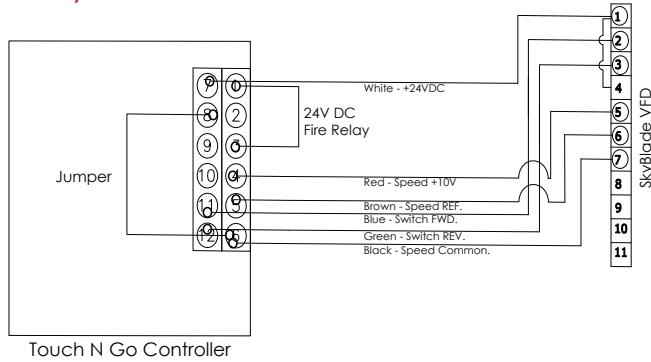 Jumper
7 1
8 2
9 3
10 4
11 5
12 6
24V DC
Fire Relay
White - +24VDC
Red - Speed +10V
Brown - Speed REF.
Blue - Switch FWD.
Green - Switch REV.
Black - Speed Common.
1
2
3
4
5
6
7
8
9
10
11
SkyBlade VFD
Touch N Go Controller